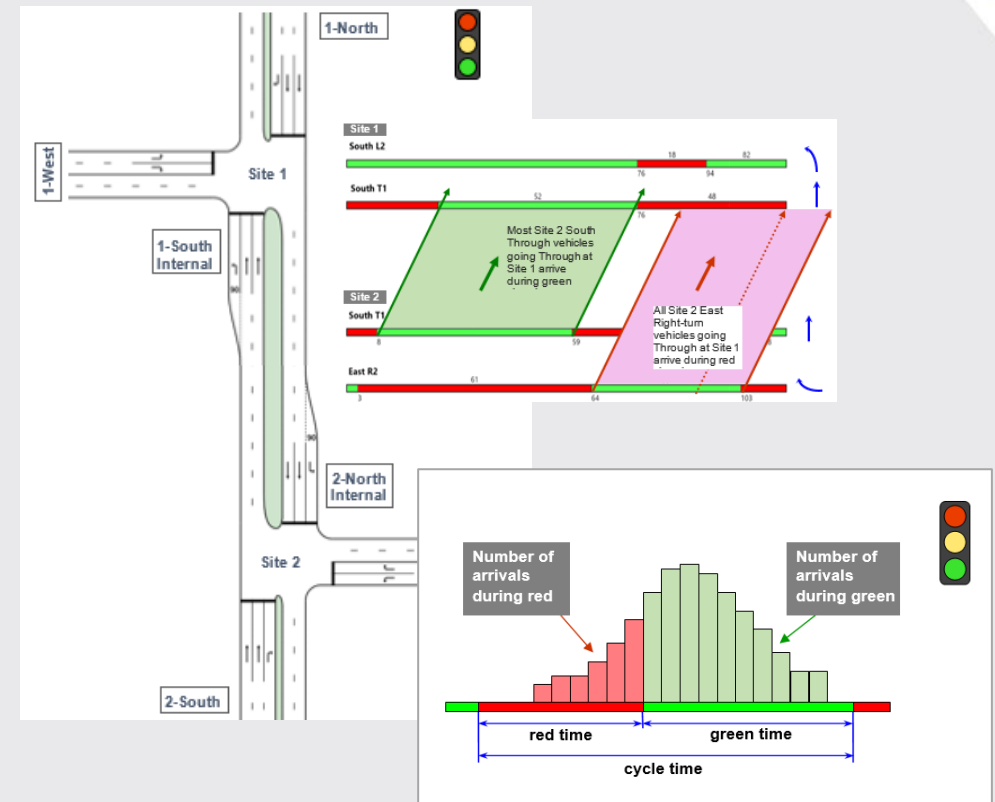 1-North
1-West
Site 1
1-South
Internal
90
90
2-North
Internal
Site 2
2-South
Site 1
South L2
18
82
76
94
South T1
52
48
76
Most Site 2 South
Through vehicles
going Through at
Site 1 arrive
during green
Site 2
South T1
8
59
All Site 2 East
Right-turn
vehicles going
Through at Site 1
arrive during red
East R2
61
3
64
103
Number of
arrivals
during red
Number of
arrivals
during green
red time
green time
cycle time